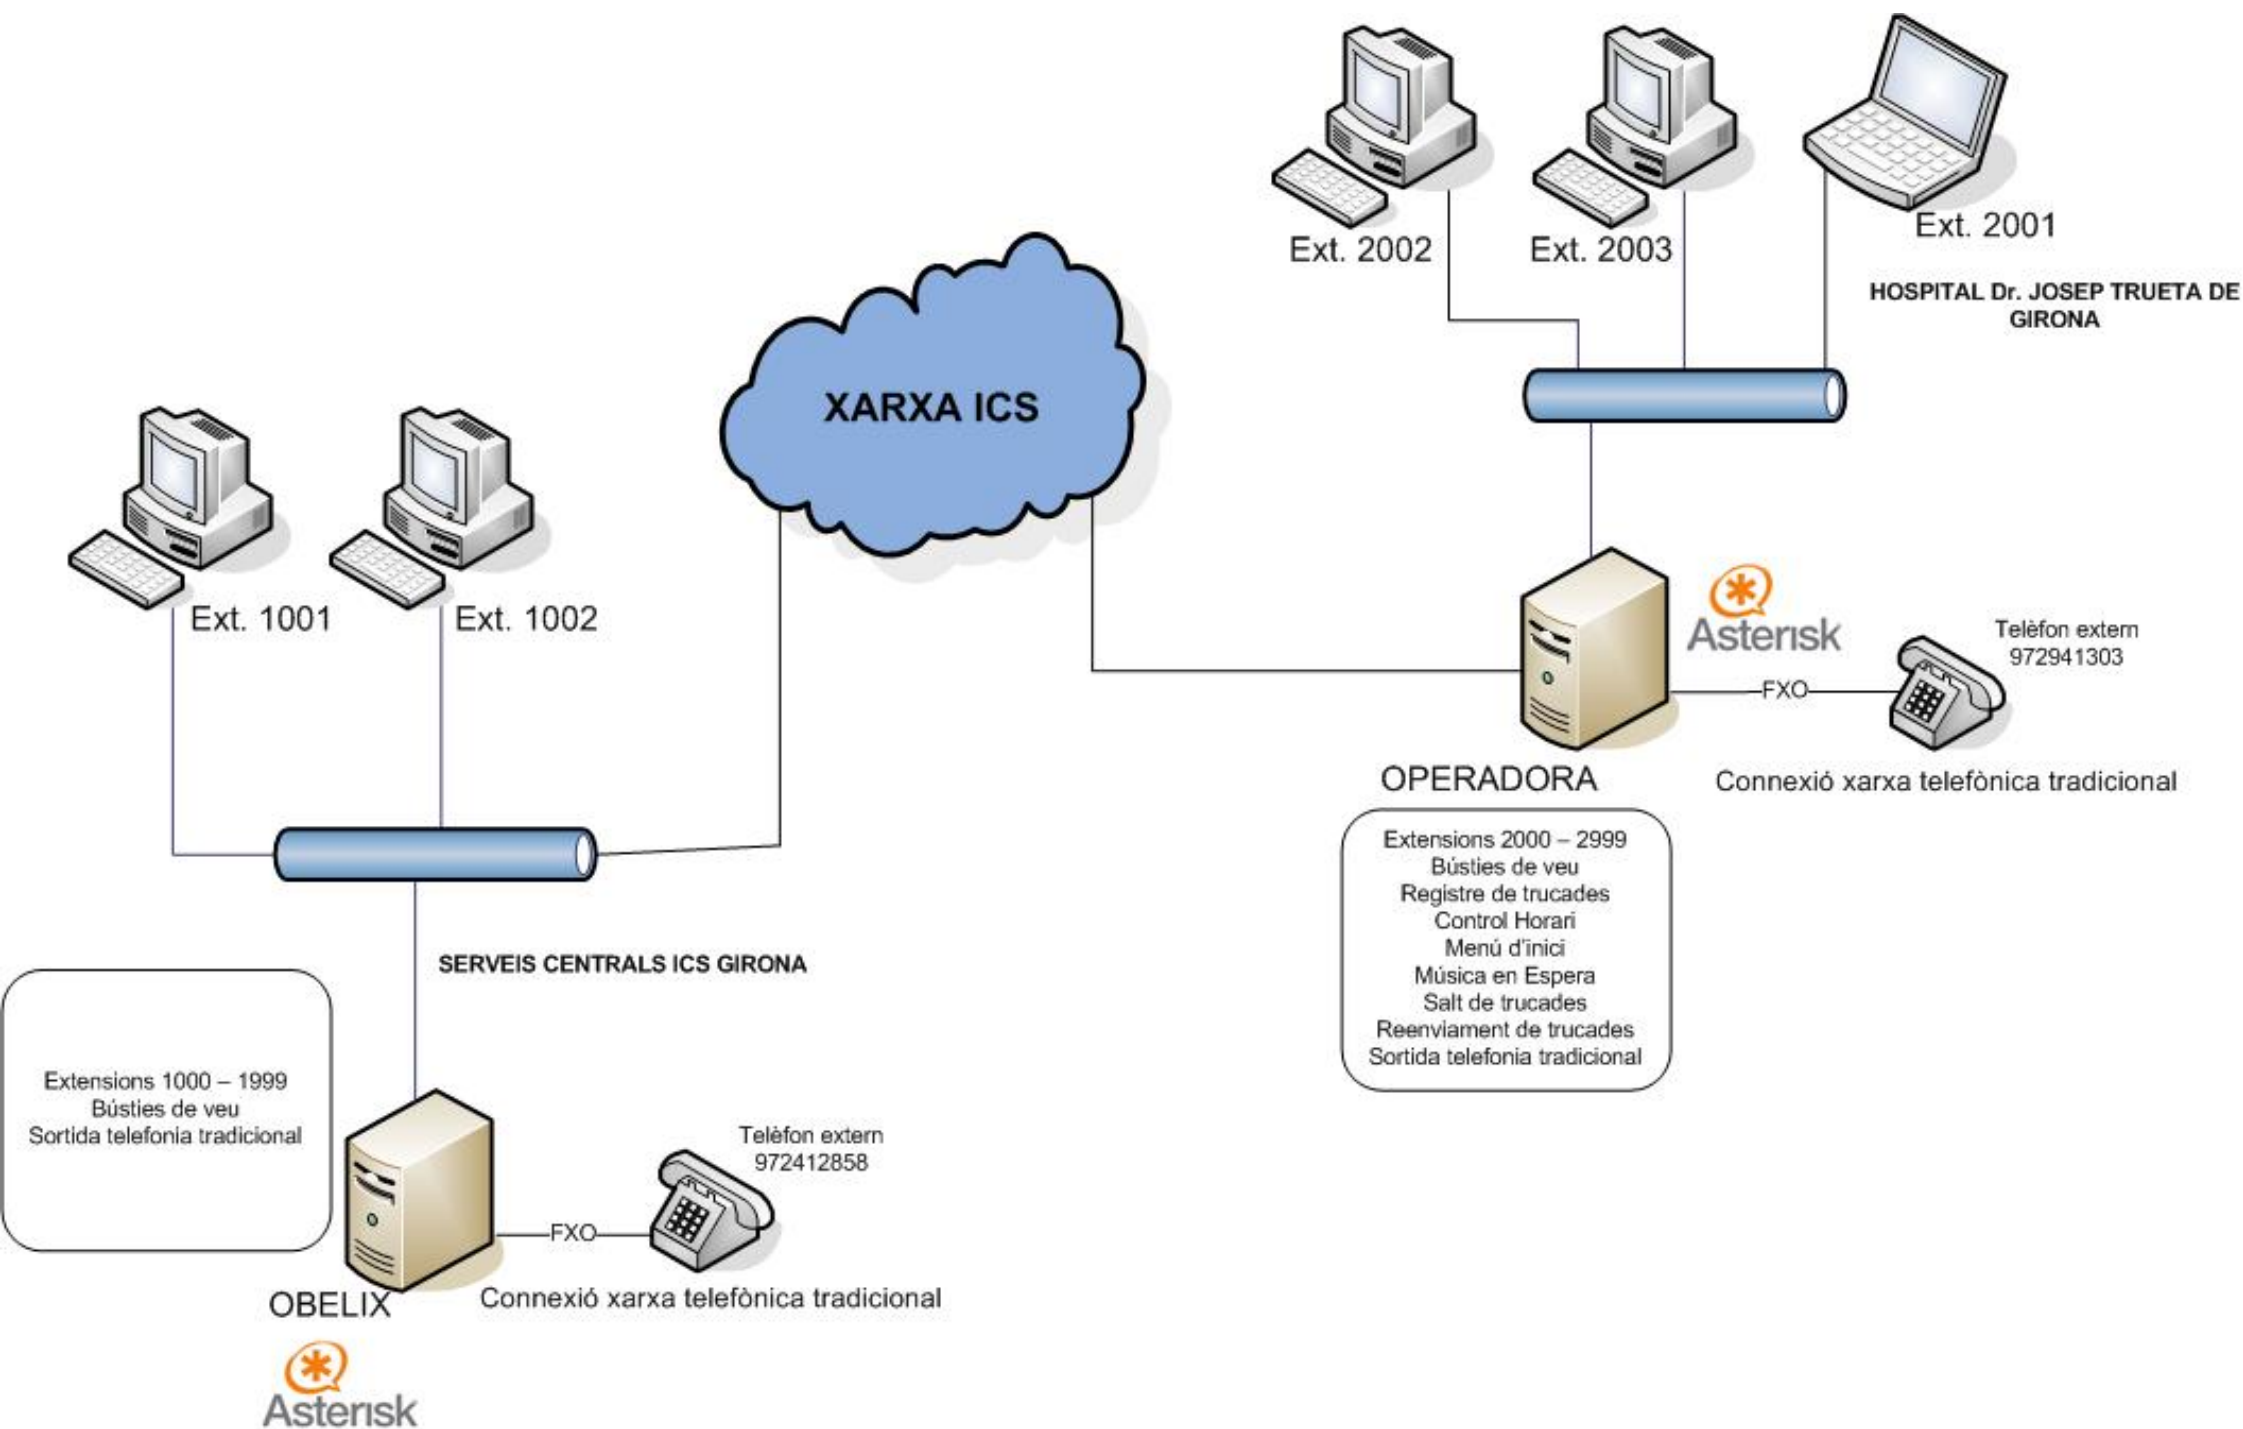 Ext. 2002
Ext. 2003
Ext. 2001
HOSPITAL Dr. JOSEP TRUETA DE
GIRONA
XARXA ICS
Ext. 1001
Ext. 1002
Asterisk
Telèfon extern
972941303
FXO
OPERADORA
Connexió xarxa telefònica tradicional
Extensions 2000 – 2999
Bústies de veu
Registre de trucades
Control Horari
Menú d'inici
Música en Espera
Salt de trucades
Reenviament de trucades
Sortida telefonia tradicional
SERVEIS CENTRALS ICS GIRONA
Extensions 1000 – 1999
Bústies de veu
Sortida telefonia tradicional
Telèfon extern
972412858
FXO
OBELIX
Connexió xarxa telefònica tradicional
Asterisk